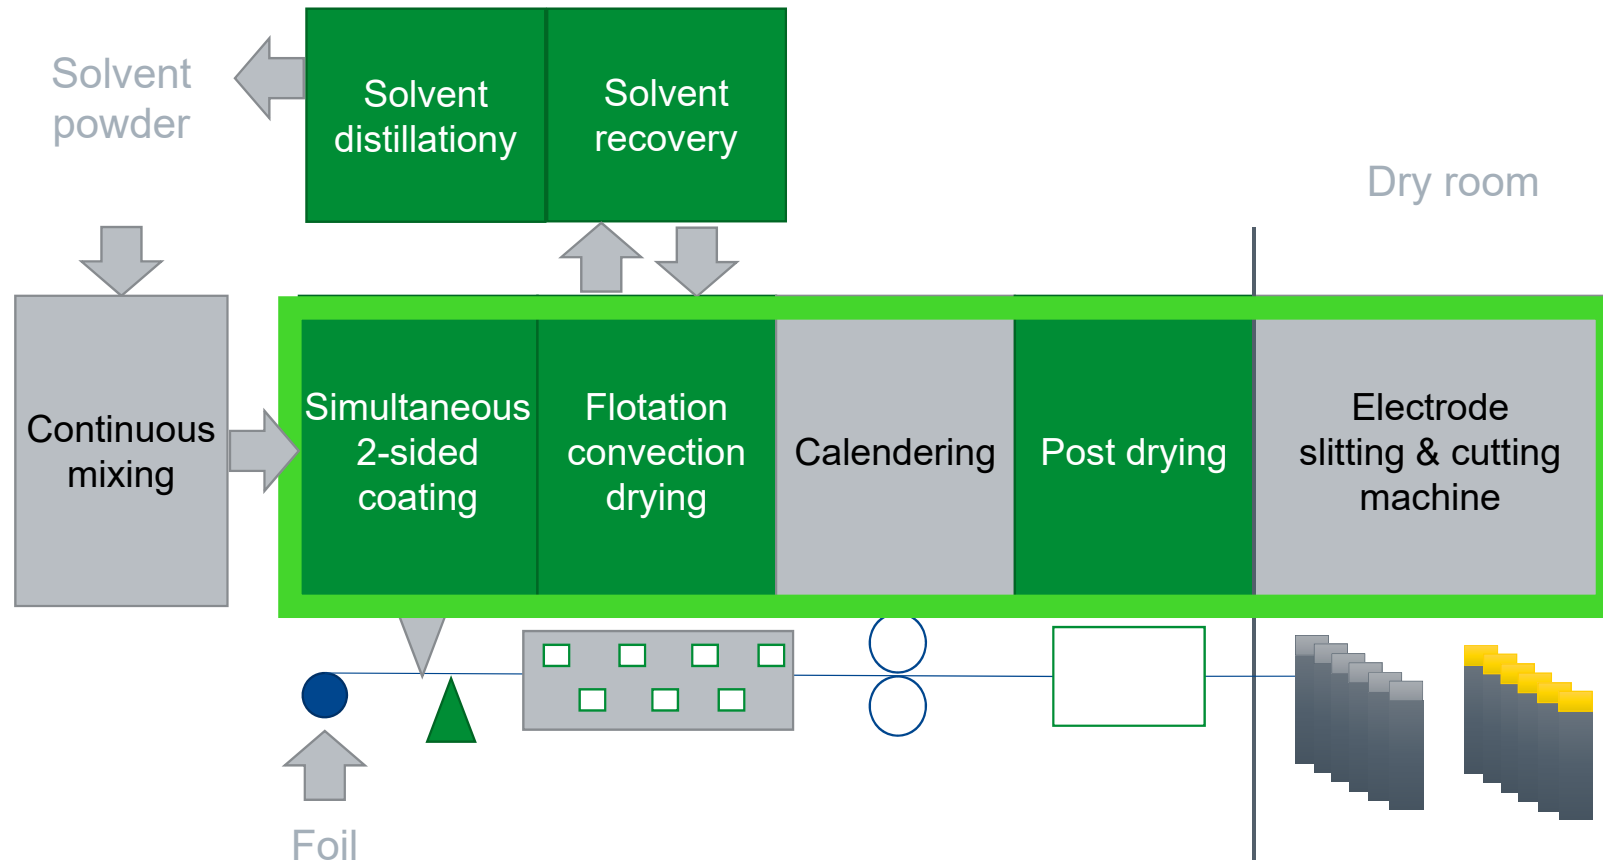 Solvent
powder
Solvent
distillationy
Solvent
recovery
Dry room
Continuous
mixing
Simultaneous
2-sided
coating
Flotation
convection
drying
Calendering
Post drying
Electrode
slitting & cutting
machine
Foil